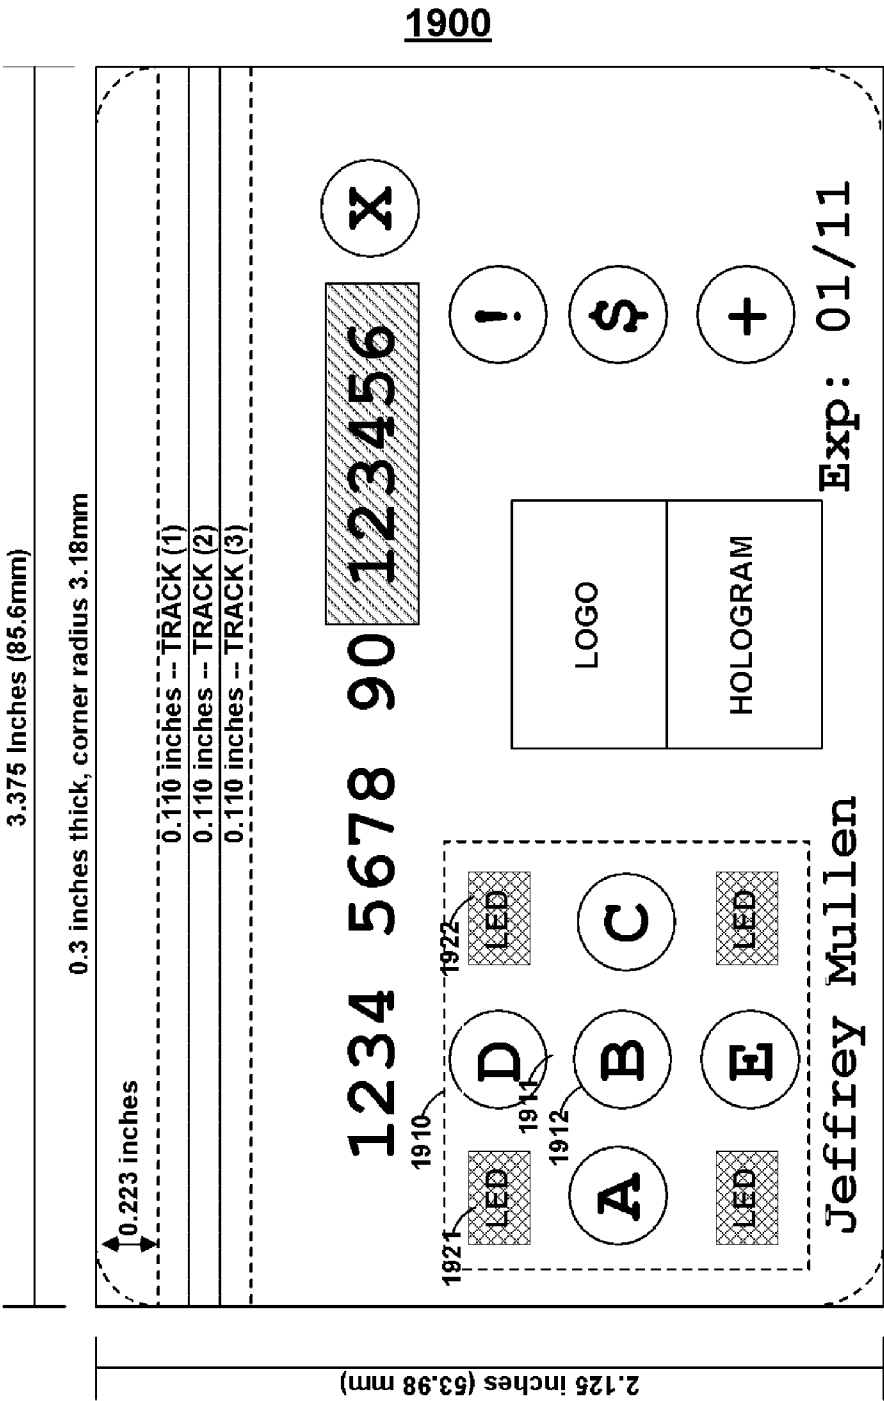 1900
3.375 Inches (85.6mm)
0.3 inches thick, corner radius 3.18mm
0.223 inches
0.110 inches -- TRACK (1)
0.110 inches -- TRACK (2)
0.110 inches -- TRACK (3)
1234 5678 90 123456 X
1910
1921
LED
D
1922
LED
!
1911
1912
A
B
C
LOGO
$
LED
E
LED
HOLOGRAM
+
Jeffrey Mullen
Exp: 01/11
2.125 inches (53.98 mm)